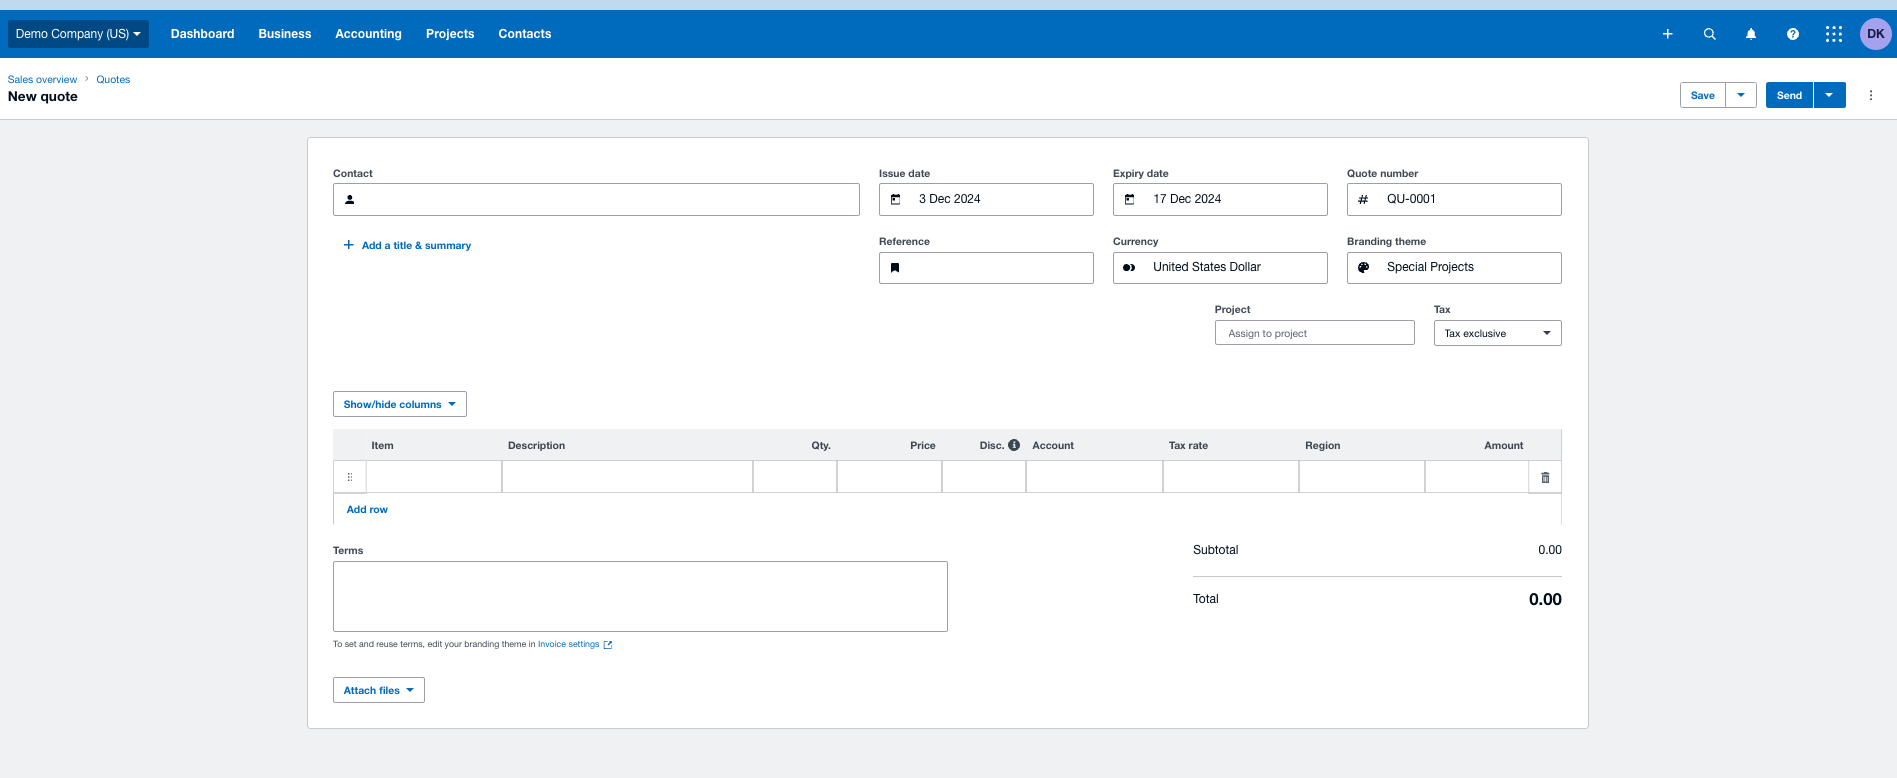 Demo Company (US) Dashboard Business Accounting Projects Contacts DK
Sales overview Quotes
New quote
Save Send
Contact Issue date Expiry date Quote number
3 Dec 2024 17 Dec 2024 # QU-0001
+ Add a title & summary
Reference Currency Branding theme
United States Dollar Special Projects
Project Tax
Assign to project Tax exclusive
Show/hide columns
Item Description Qty. Price Disc. Account Tax rate Region Amount
Add row
Terms
Subtotal 0.00
Total 0.00
To set and reuse terms, edit your branding theme in Invoice settings
Attach files